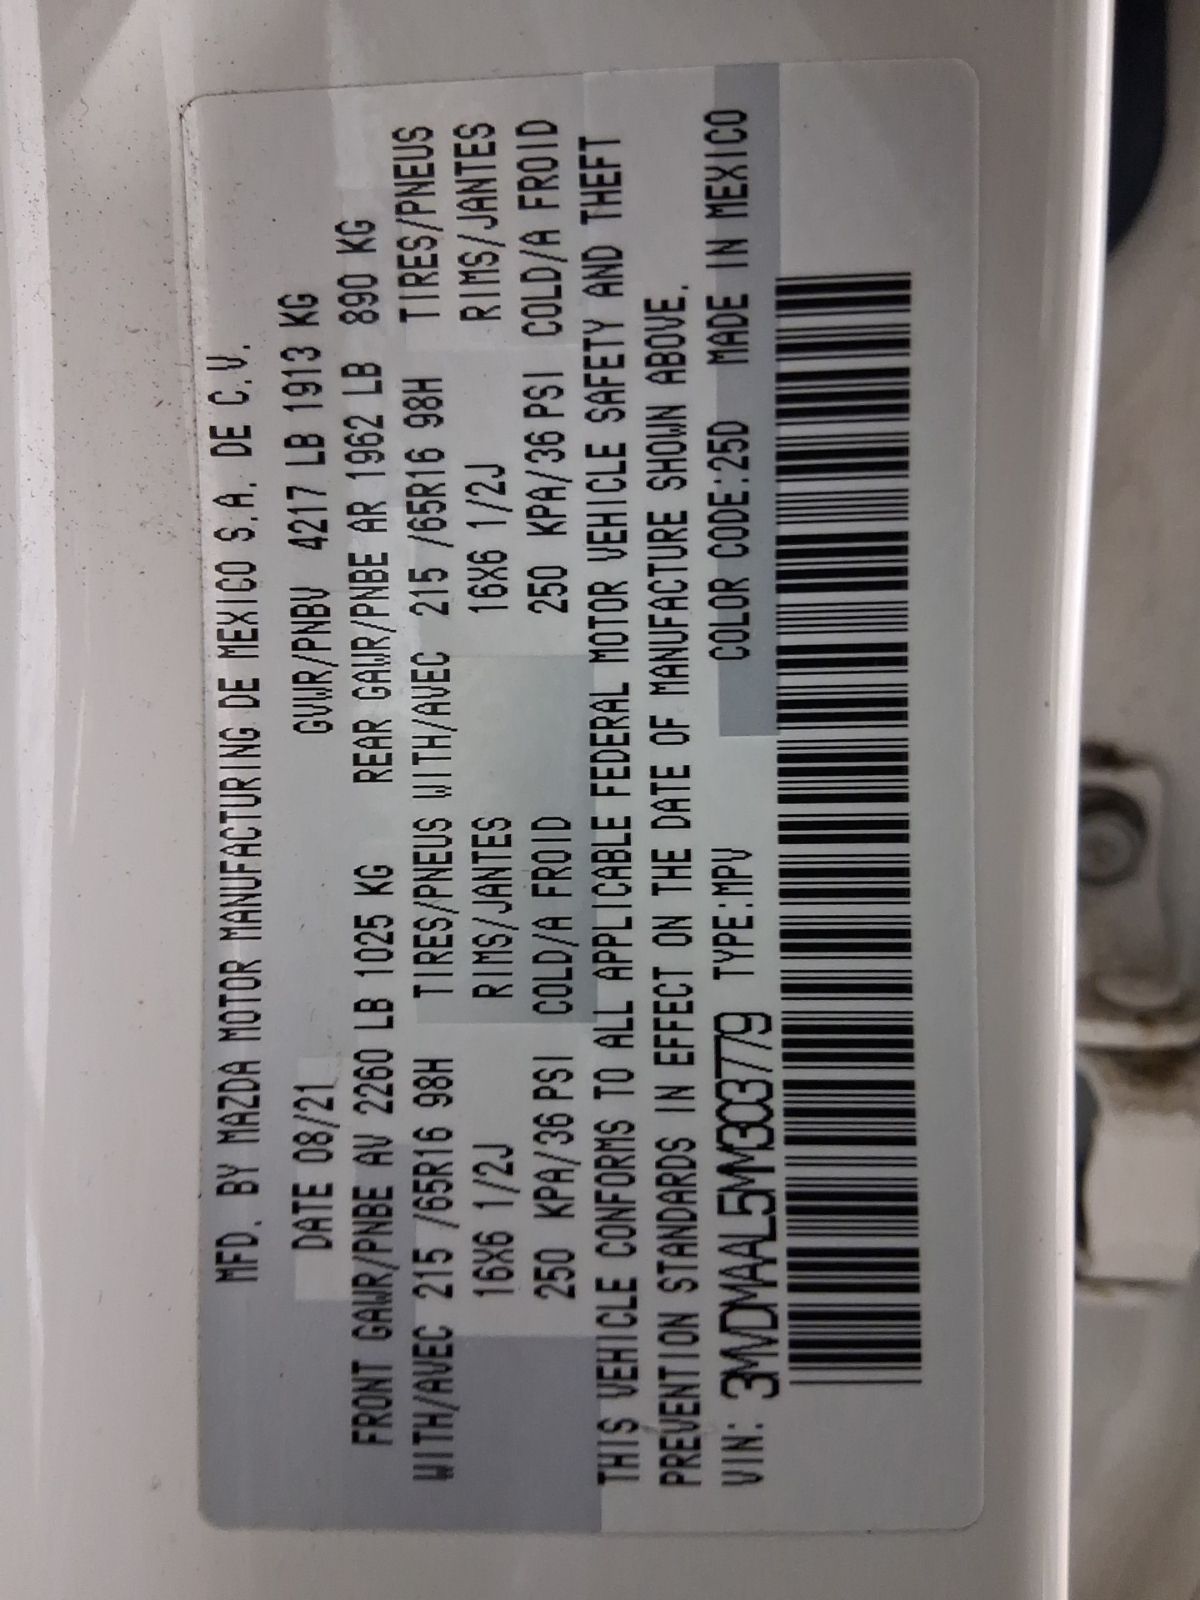 MFD. BY MAZDA MOTOR MANUFACTURING DE MEXICO S.A. DE C.V.
DATE 08/21 GVWR/PNBV 4217 LB 1913 KG
FRONT GAWR/PNBE AV 2260 LB 1025 KG REAR GAWR/PNBE AR 1962 LB 890 KG
WITH/AVEC 215 /65R16 98H TIRES/PNEUS WITH/AVEC 215 /65R16 98H TIRES/PNEUS
16X6 1/2J RIMS/JANTES 16X6 1/2J RIMS/JANTES
250 KPA/36 PSI COLD/A FROID 250 KPA/36 PSI COLD/A FROID
THIS VEHICLE CONFORMS TO ALL APPLICABLE FEDERAL MOTOR VEHICLE SAFETY AND THEFT
PREVENTION STANDARDS IN EFFECT ON THE DATE OF MANUFACTURE SHOWN ABOVE.
VIN: 3MVDMAAL5MM303779 TYPE:MPV COLOR CODE:25D MADE IN MEXICO